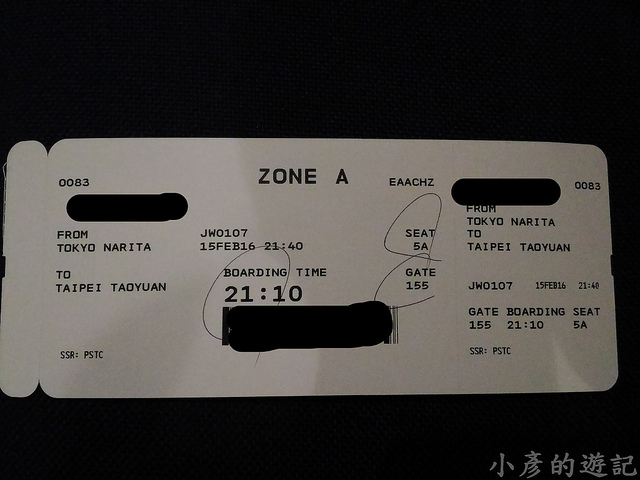 ZONE A
0083
EAACHZ
FROM
TOKYO NARITA
JW0107
15FEB16 21:40
SEAT
5A
TO
TAIPEI TAOYUAN
BOARDING TIME
21:10
GATE
155
SSR: PSTC
0083
FROM
TOKYO NARITA
TO
TAIPEI TAOYUAN
JW0107 15FEB16 21:40
GATE BOARDING SEAT
155 21:10 5A
SSR: PSTC
小彥的遊記